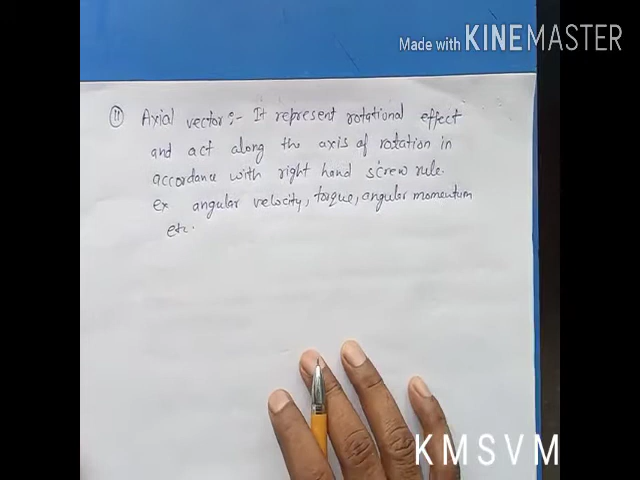 Made with KINEMASTER
(11) Axial vector:- It represent rotational effect
and act along the axis of rotation in
accordance with right hand screw rule.
ex angular velocity, torque, angular momentum
etc.
KMSVM